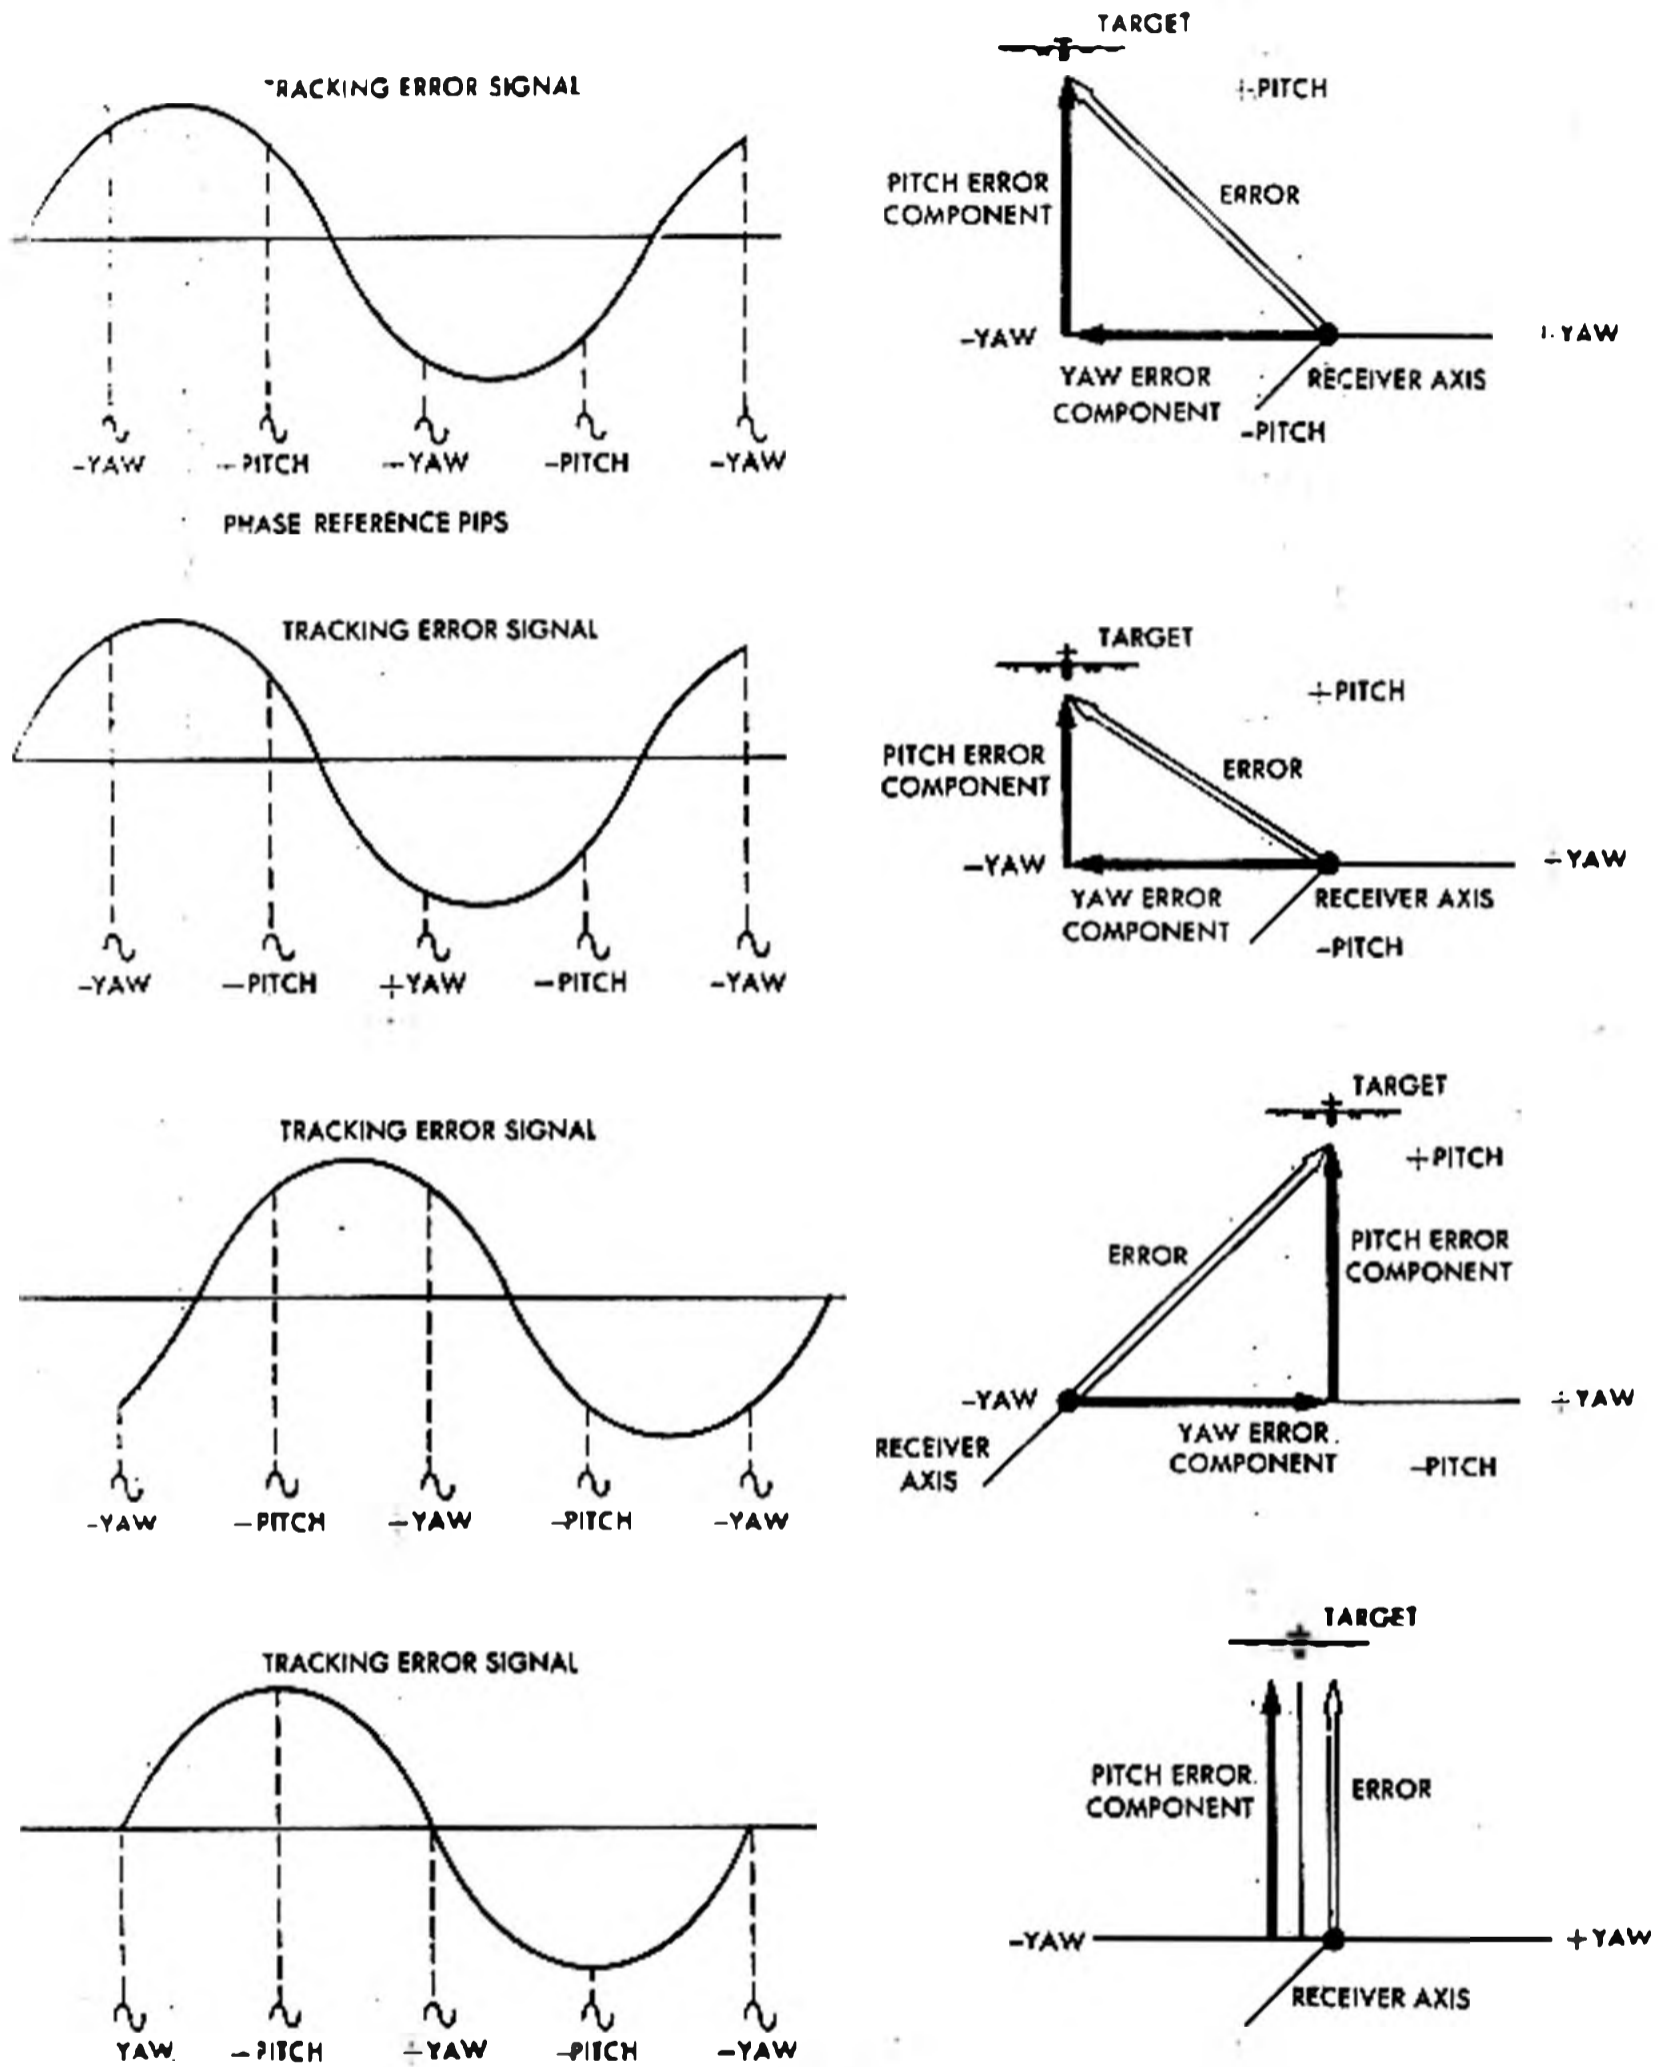 TRACKING ERROR SIGNAL
-YAW
-PITCH
-YAW
-PITCH
-YAW
PHASE REFERENCE PIPS
TARGET
+PITCH
PITCH ERROR
COMPONENT
ERROR
-YAW
+YAW
YAW ERROR
COMPONENT
RECEIVER AXIS
-PITCH
TRACKING ERROR SIGNAL
-YAW
-PITCH
+YAW
-PITCH
-YAW
TARGET
+PITCH
PITCH ERROR
COMPONENT
ERROR
-YAW
-YAW
YAW ERROR
COMPONENT
RECEIVER AXIS
-PITCH
TRACKING ERROR SIGNAL
-YAW
-PITCH
-YAW
-PITCH
-YAW
TARGET
+PITCH
ERROR
PITCH ERROR
COMPONENT
-YAW
+YAW
YAW ERROR
COMPONENT
RECEIVER
AXIS
-PITCH
TRACKING ERROR SIGNAL
YAW
-PITCH
+YAW
-PITCH
-YAW
TARGET
PITCH ERROR
COMPONENT
ERROR
-YAW
+YAW
RECEIVER AXIS